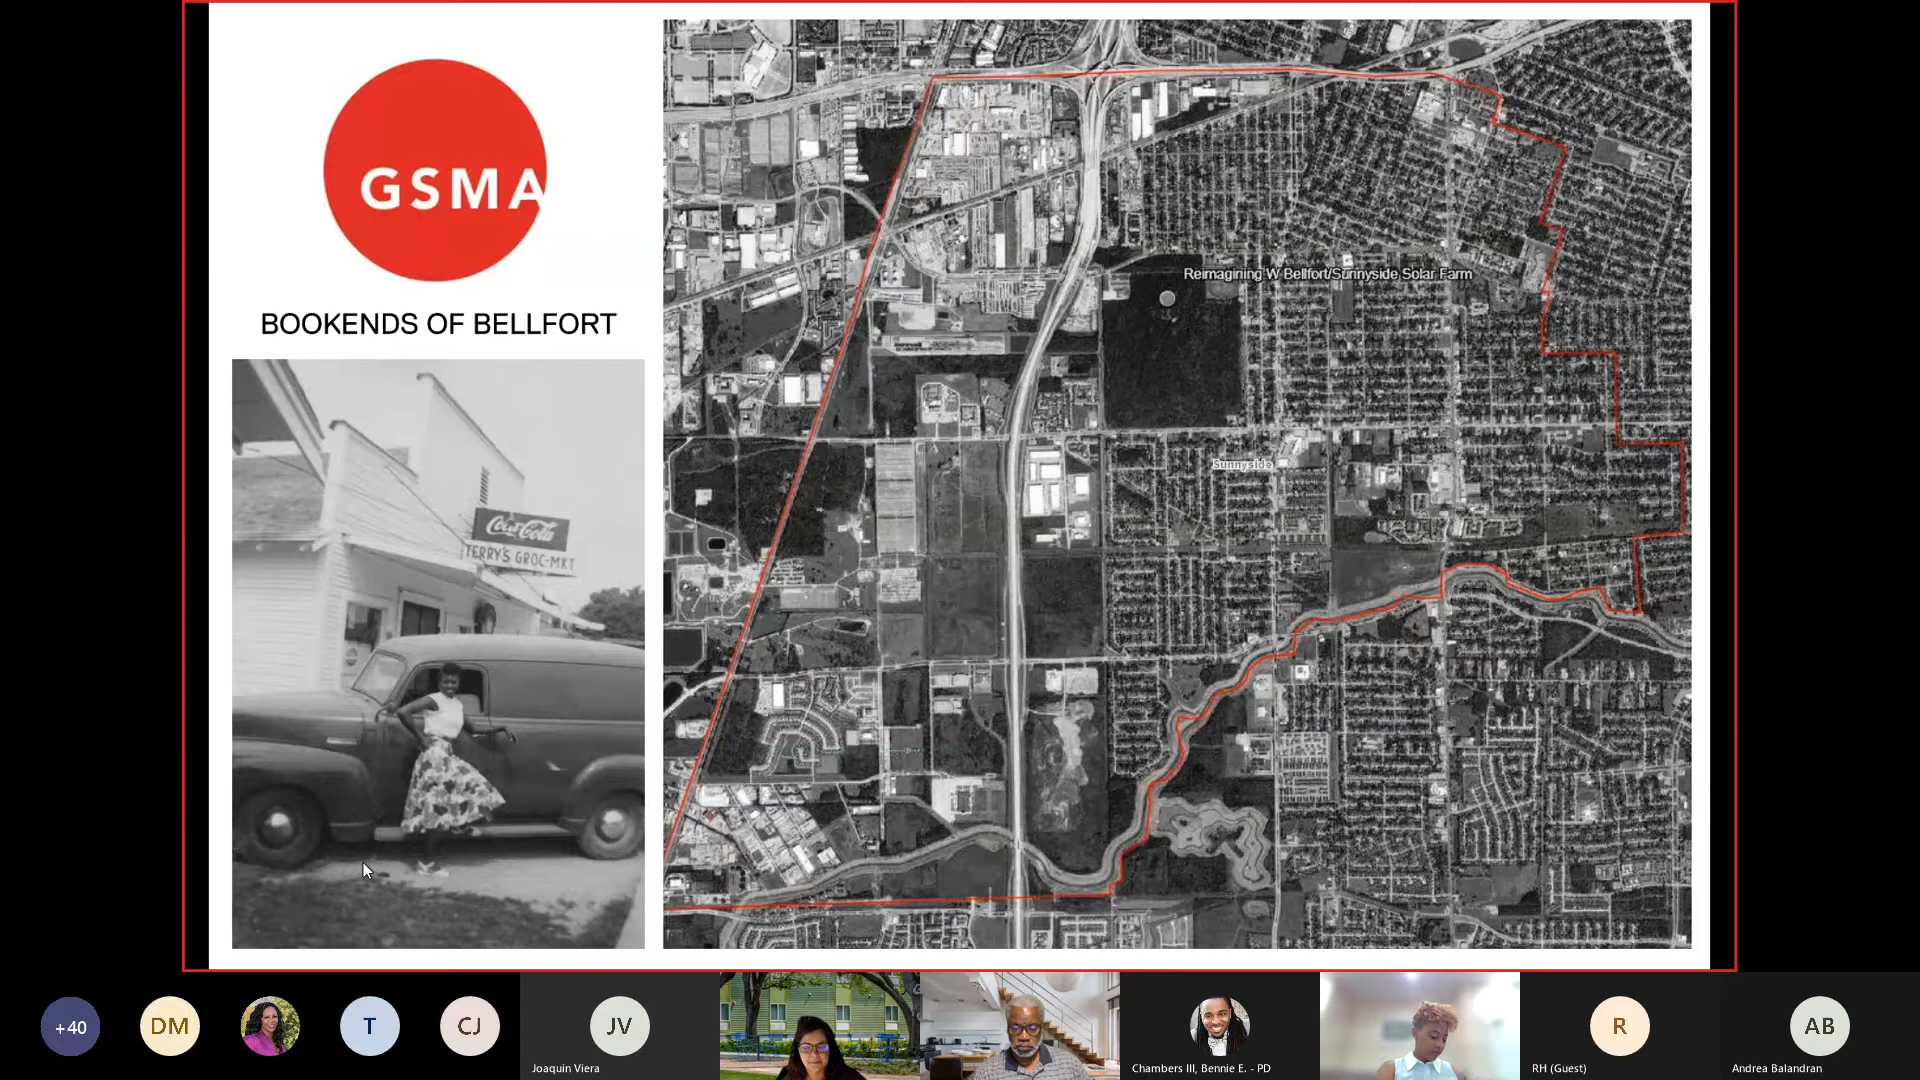 GSMA
BOOKENDS OF BELLFORT
Coca-Cola
TERRY'S GROC-MKT
Reimagining W Bellfort/Sunnyside Solar Farm
Sunnyside
+40
DM
T
CJ
JV
Joaquin Viera
Chambers III, Bennie E. - PD
R
RH (Guest)
AB
Andrea Balandran